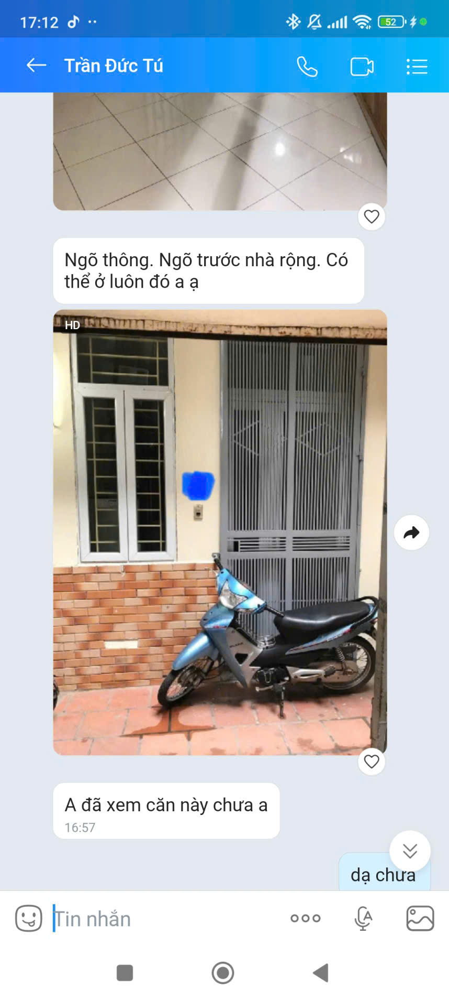 17:12
52
Trần Đức Tú
Ngõ thông. Ngõ trước nhà rộng. Có
thể ở luôn đó a ạ
HD
A đã xem căn này chưa a
16:57
dạ chưa
Tin nhắn